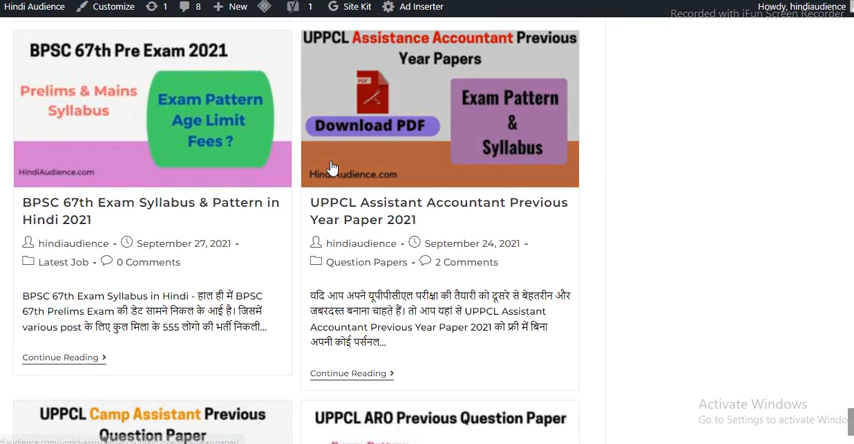 Hindi Audience Customize 1 8 New 1 Site Kit Ad Inserter Howdy, hindiaudience
Recorded with iFun Screen Recorder
BPSC 67th Pre Exam 2021
Prelims & Mains
Syllabus
Exam Pattern
Age Limit
Fees ?
HindiAudience.com
UPPCL Assistance Accountant Previous
Year Papers
PDF
Download PDF
Exam Pattern
&
Syllabus
BPSC 67th Exam Syllabus & Pattern in
Hindi 2021
hindiaudience - September 27, 2021 -
Latest Job - 0 Comments
BPSC 67th Exam Syllabus in Hindi - हाल ही में BPSC
67th Prelims Exam की डेट सामने निकल के आई है। जिसमें
various post के लिए कुल मिला के 555 लोगो की भर्ती निकली...
Continue Reading
UPPCL Assistant Accountant Previous
Year Paper 2021
hindiaudience - September 24, 2021 -
Question Papers - 2 Comments
यदि आप अपने यूपीपीसीएल परीक्षा की तैयारी को दूसरे से बेहतरीन और
जबरदस्त बनाना चाहते हैं। तो आप यहां से UPPCL Assistant
Accountant Previous Year Paper 2021 को फ्री में बिना
अपनी कोई पर्सनल...
Continue Reading
UPPCL Camp Assistant Previous
Question Paper
UPPCL ARO Previous Question Paper
Activate Windows
Go to Settings to activate Windo